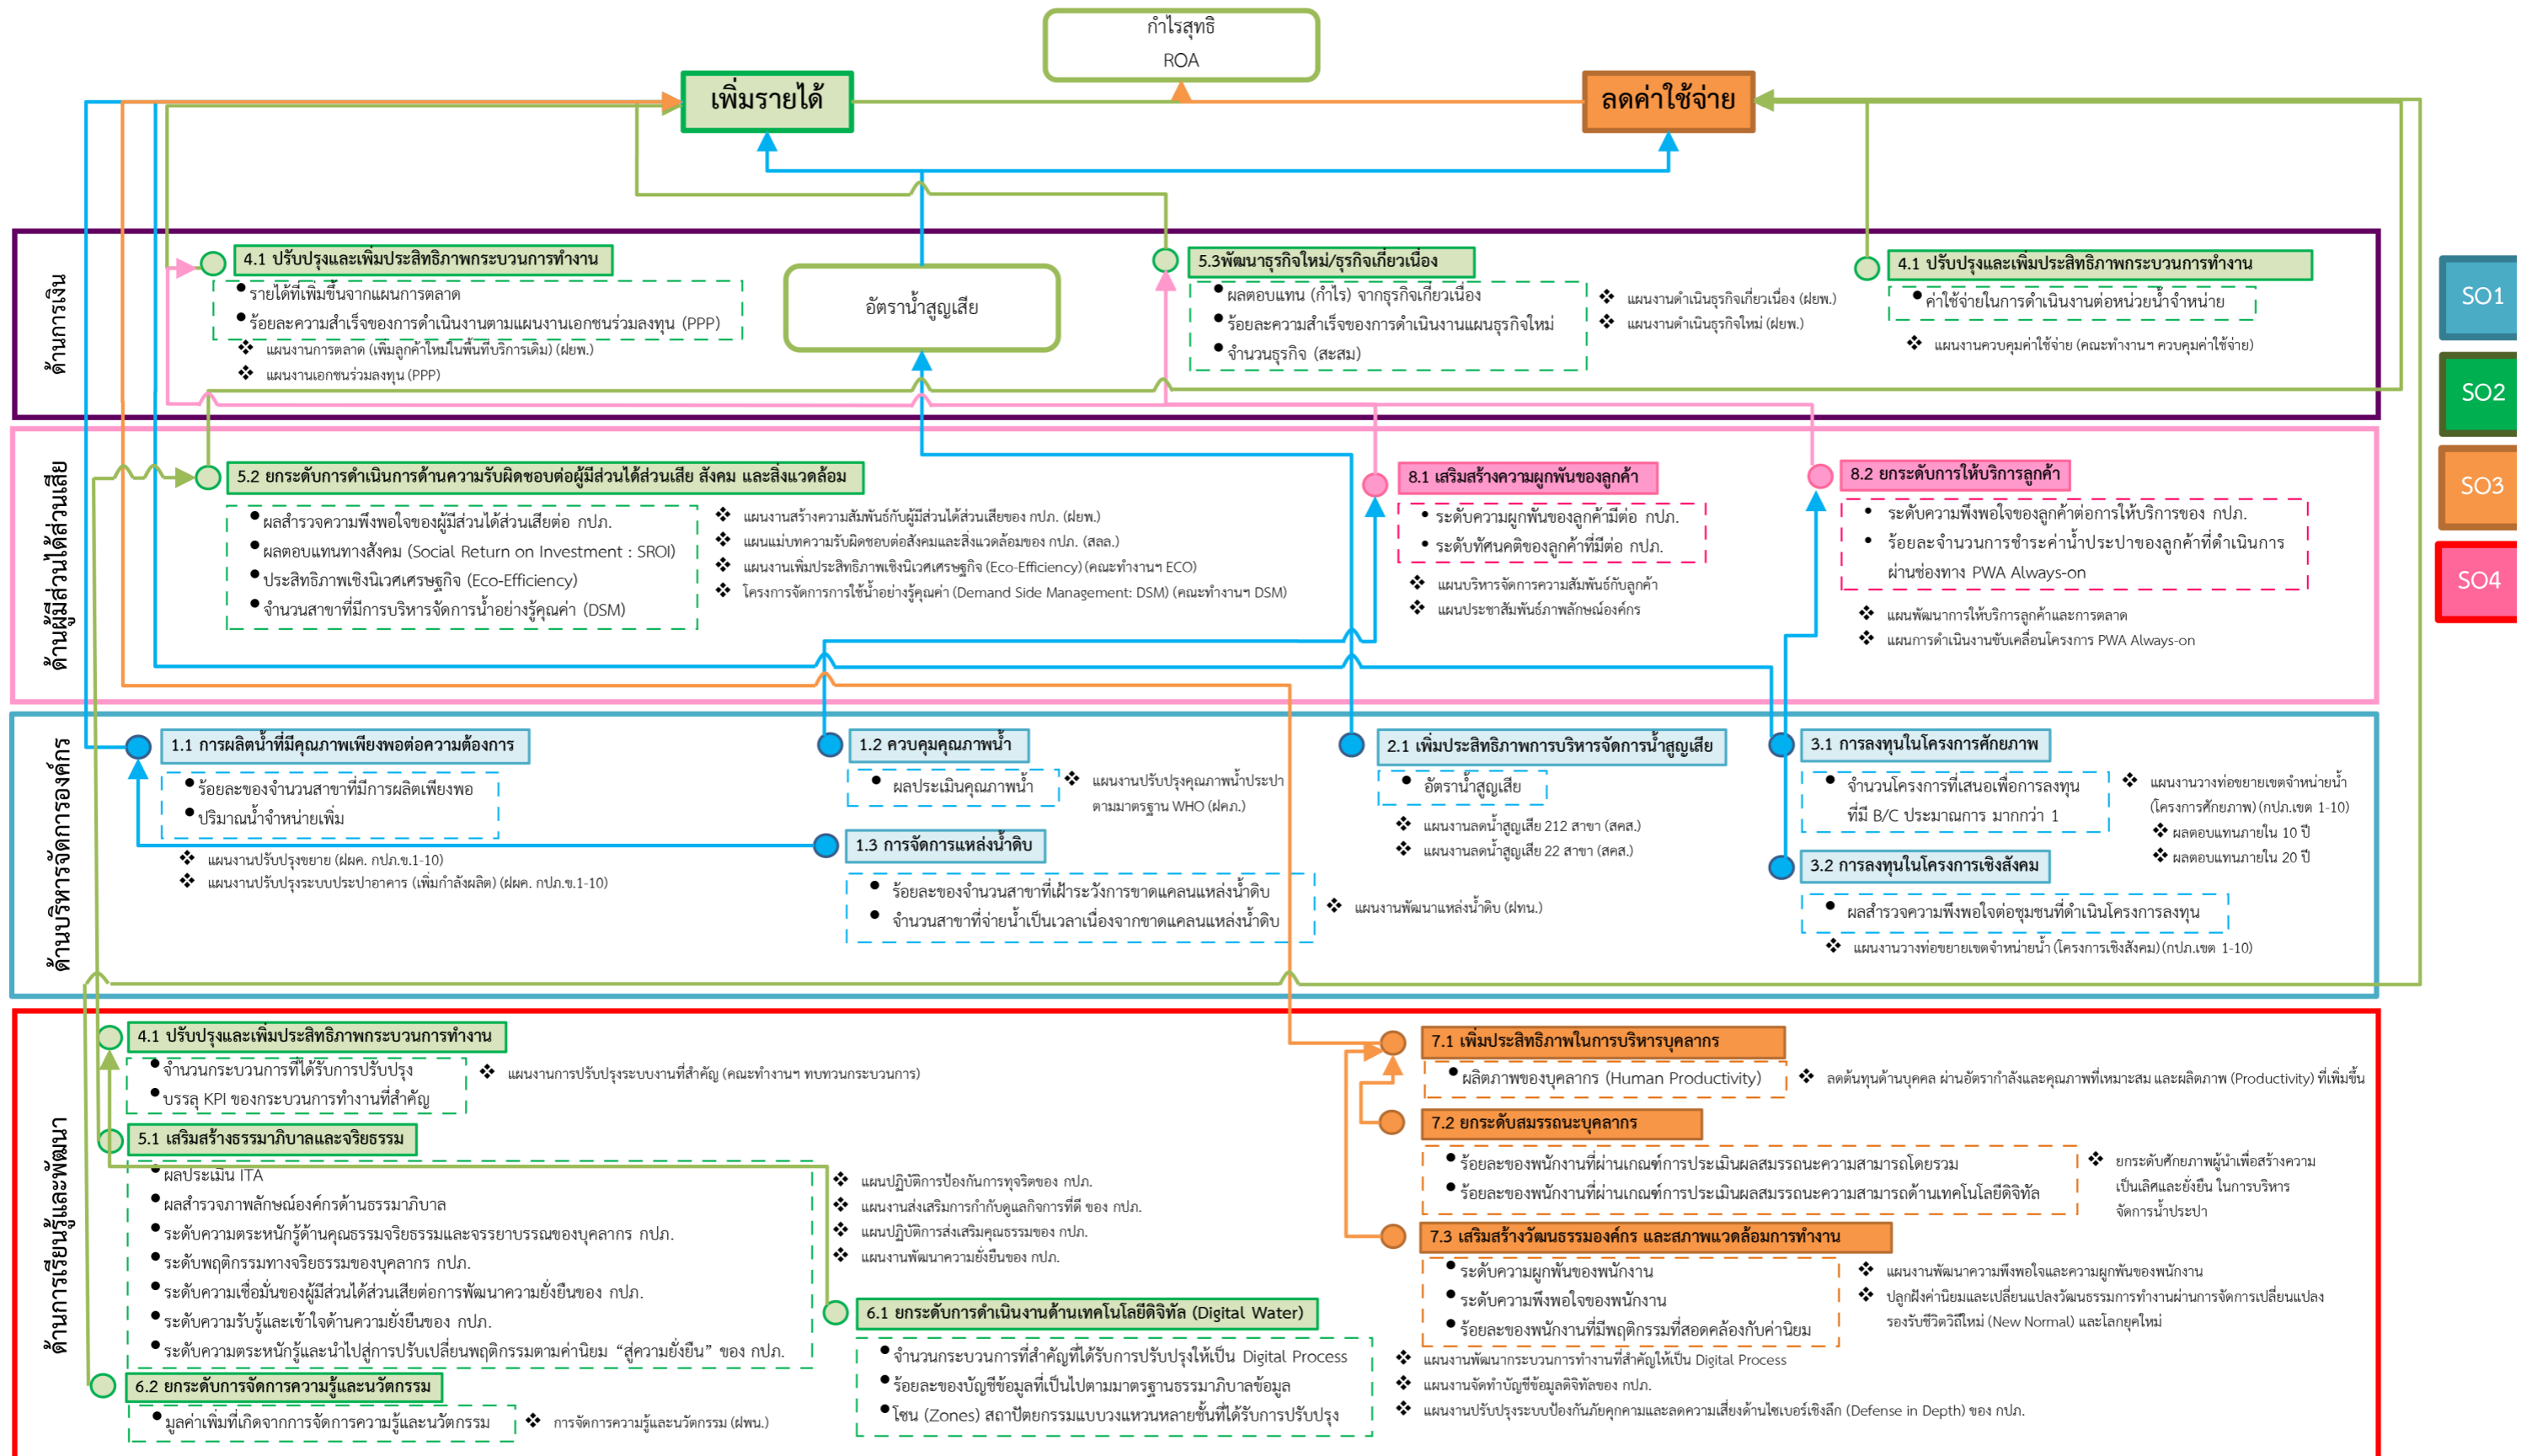 กำไรสุทธิ
ROA
เพิ่มรายได้
ลดค่าใช้จ่าย
ด้านการเงิน
4.1 ปรับปรุงและเพิ่มประสิทธิภาพกระบวนการทำงาน
รายได้ที่เพิ่มขึ้นจากแผนการตลาด
ร้อยละความสำเร็จของการดำเนินงานตามแผนงานเอกชนร่วมลงทุน (PPP)
แผนงานการตลาด (เพิ่มลูกค้าใหม่ในพื้นที่บริการเดิม) (ฝยพ.)
แผนงานเอกชนร่วมลงทุน (PPP)
อัตราน้ำสูญเสีย
5.3พัฒนาธุรกิจใหม่/ธุรกิจเกี่ยวเนื่อง
ผลตอบแทน (กำไร) จากธุรกิจเกี่ยวเนื่อง
ร้อยละความสำเร็จของการดำเนินงานแผนธุรกิจใหม่
จำนวนธุรกิจ (สะสม)
แผนงานดำเนินธุรกิจเกี่ยวเนื่อง (ฝยพ.)
แผนงานดำเนินธุรกิจใหม่ (ฝยพ.)
4.1 ปรับปรุงและเพิ่มประสิทธิภาพกระบวนการทำงาน
ค่าใช้จ่ายในการดำเนินงานต่อหน่วยน้ำจำหน่าย
แผนงานควบคุมค่าใช้จ่าย (คณะทำงานฯ ควบคุมค่าใช้จ่าย)
SO1
SO2
SO3
SO4
ด้านผู้มีส่วนได้ส่วนเสีย
5.2 ยกระดับการดำเนินการด้านความรับผิดชอบต่อผู้มีส่วนได้ส่วนเสีย สังคม และสิ่งแวดล้อม
ผลสำรวจความพึงพอใจของผู้มีส่วนได้ส่วนเสียต่อ กปภ.
ผลตอบแทนทางสังคม (Social Return on Investment : SROI)
ประสิทธิภาพเชิงนิเวศเศรษฐกิจ (Eco-Efficiency)
จำนวนสาขาที่มีการบริหารจัดการน้ำอย่างรู้คุณค่า (DSM)
แผนงานสร้างความสัมพันธ์กับผู้มีส่วนได้ส่วนเสียของ กปภ. (ฝยพ.)
แผนแม่บทความรับผิดชอบต่อสังคมและสิ่งแวดล้อมของ กปภ. (สลล.)
แผนงานเพิ่มประสิทธิภาพเชิงนิเวศเศรษฐกิจ (Eco-Efficiency) (คณะทำงานฯ ECO)
โครงการจัดการการใช้น้ำอย่างรู้คุณค่า (Demand Side Management: DSM) (คณะทำงานฯ DSM)
8.1 เสริมสร้างความผูกพันของลูกค้า
ระดับความผูกพันของลูกค้ามีต่อ กปภ.
ระดับทัศนคติของลูกค้าที่มีต่อ กปภ.
แผนบริหารจัดการความสัมพันธ์กับลูกค้า
แผนประชาสัมพันธ์ภาพลักษณ์องค์กร
8.2 ยกระดับการให้บริการลูกค้า
ระดับความพึงพอใจของลูกค้าต่อการให้บริการของ กปภ.
ร้อยละจำนวนการชำระค่าน้ำประปาของลูกค้าที่ดำเนินการ
ผ่านช่องทาง PWA Always-on
แผนพัฒนาการให้บริการลูกค้าและการตลาด
แผนการดำเนินงานขับเคลื่อนโครงการ PWA Always-on
ด้านบริหารจัดการองค์กร
1.1 การผลิตน้ำที่มีคุณภาพเพียงพอต่อความต้องการ
ร้อยละของจำนวนสาขาที่มีการผลิตเพียงพอ
ปริมาณน้ำจำหน่ายเพิ่ม
แผนงานปรับปรุงขยาย (ฝผค. กปภ.ข.1-10)
แผนงานปรับปรุงระบบประปาอาคาร (เพิ่มกำลังผลิต) (ฝผค. กปภ.ข.1-10)
1.2 ควบคุมคุณภาพน้ำ
ผลประเมินคุณภาพน้ำ
แผนงานปรับปรุงคุณภาพน้ำประปา
ตามมาตรฐาน WHO (ฝคภ.)
1.3 การจัดการแหล่งน้ำดิบ
ร้อยละของจำนวนสาขาที่เฝ้าระวังการขาดแคลนแหล่งน้ำดิบ
จำนวนสาขาที่จ่ายน้ำเป็นเวลาเนื่องจากขาดแคลนแหล่งน้ำดิบ
แผนงานพัฒนาแหล่งน้ำดิบ (ฝทน.)
2.1 เพิ่มประสิทธิภาพการบริหารจัดการน้ำสูญเสีย
อัตราน้ำสูญเสีย
แผนงานลดน้ำสูญเสีย 212 สาขา (สคส.)
แผนงานลดน้ำสูญเสีย 22 สาขา (สคส.)
3.1 การลงทุนในโครงการศักยภาพ
จำนวนโครงการที่เสนอเพื่อการลงทุน
ที่มี B/C ประมาณการ มากกว่า 1
แผนงานวางท่อขยายเขตจำหน่ายน้ำ
(โครงการศักยภาพ) (กปภ.เขต 1-10)
ผลตอบแทนภายใน 10 ปี
ผลตอบแทนภายใน 20 ปี
3.2 การลงทุนในโครงการเชิงสังคม
ผลสำรวจความพึงพอใจต่อชุมชนที่ดำเนินโครงการลงทุน
แผนงานวางท่อขยายเขตจำหน่ายน้ำ (โครงการเชิงสังคม) (กปภ.เขต 1-10)
ด้านการเรียนรู้และพัฒนา
4.1 ปรับปรุงและเพิ่มประสิทธิภาพกระบวนการทำงาน
จำนวนกระบวนการที่ได้รับการปรับปรุง
บรรลุ KPI ของกระบวนการทำงานที่สำคัญ
แผนงานการปรับปรุงระบบงานที่สำคัญ (คณะทำงานฯ ทบทวนกระบวนการ)
5.1 เสริมสร้างธรรมาภิบาลและจริยธรรม
ผลประเมิน ITA
ผลสำรวจภาพลักษณ์องค์กรด้านธรรมาภิบาล
ระดับความตระหนักรู้ด้านคุณธรรมจริยธรรมและจรรยาบรรณของบุคลากร กปภ.
ระดับพฤติกรรมทางจริยธรรมของบุคลากร กปภ.
ระดับความเชื่อมั่นของผู้มีส่วนได้ส่วนเสียต่อการพัฒนาความยั่งยืนของ กปภ.
ระดับความรับรู้และเข้าใจด้านความยั่งยืนของ กปภ.
ระดับความตระหนักรู้และนำไปสู่การปรับเปลี่ยนพฤติกรรมตามค่านิยม “สู่ความยั่งยืน” ของ กปภ.
แผนปฏิบัติการป้องกันการทุจริตของ กปภ.
แผนงานส่งเสริมการกำกับดูแลกิจการที่ดี ของ กปภ.
แผนปฏิบัติการส่งเสริมคุณธรรมของ กปภ.
แผนงานพัฒนาความยั่งยืนของ กปภ.
6.2 ยกระดับการจัดการความรู้และนวัตกรรม
มูลค่าเพิ่มที่เกิดจากการจัดการความรู้และนวัตกรรม
การจัดการความรู้และนวัตกรรม (ฝพน.)
6.1 ยกระดับการดำเนินงานด้านเทคโนโลยีดิจิทัล (Digital Water)
จำนวนกระบวนการที่สำคัญที่ได้รับการปรับปรุงให้เป็น Digital Process
ร้อยละของบัญชีข้อมูลที่เป็นไปตามมาตรฐานธรรมาภิบาลข้อมูล
โซน (Zones) สถาปัตยกรรมแบบวงแหวนหลายชั้นที่ได้รับการปรับปรุง
แผนงานพัฒนากระบวนการทำงานที่สำคัญให้เป็น Digital Process
แผนงานจัดทำบัญชีข้อมูลดิจิทัลของ กปภ.
แผนงานปรับปรุงระบบป้องกันภัยคุกคามและลดความเสี่ยงด้านไซเบอร์เชิงลึก (Defense in Depth) ของ กปภ.
7.1 เพิ่มประสิทธิภาพในการบริหารบุคลากร
ผลิตภาพของบุคลากร (Human Productivity)
ลดต้นทุนด้านบุคคล ผ่านอัตรากำลังและคุณภาพที่เหมาะสม และผลิตภาพ (Productivity) ที่เพิ่มขึ้น
7.2 ยกระดับสมรรถนะบุคลากร
ร้อยละของพนักงานที่ผ่านเกณฑ์การประเมินผลสมรรถนะความสามารถโดยรวม
ร้อยละของพนักงานที่ผ่านเกณฑ์การประเมินผลสมรรถนะความสามารถด้านเทคโนโลยีดิจิทัล
ยกระดับศักยภาพผู้นำเพื่อสร้างความ
เป็นเลิศและยั่งยืน ในการบริหาร
จัดการน้ำประปา
7.3 เสริมสร้างวัฒนธรรมองค์กร และสภาพแวดล้อมการทำงาน
ระดับความผูกพันของพนักงาน
ระดับความพึงพอใจของพนักงาน
ร้อยละของพนักงานที่มีพฤติกรรมที่สอดคล้องกับค่านิยม
แผนงานพัฒนาความพึงพอใจและความผูกพันของพนักงาน
ปลูกฝังค่านิยมและเปลี่ยนแปลงวัฒนธรรมการทำงานผ่านการจัดการเปลี่ยนแปลง
รองรับชีวิตวิถีใหม่ (New Normal) และโลกยุคใหม่